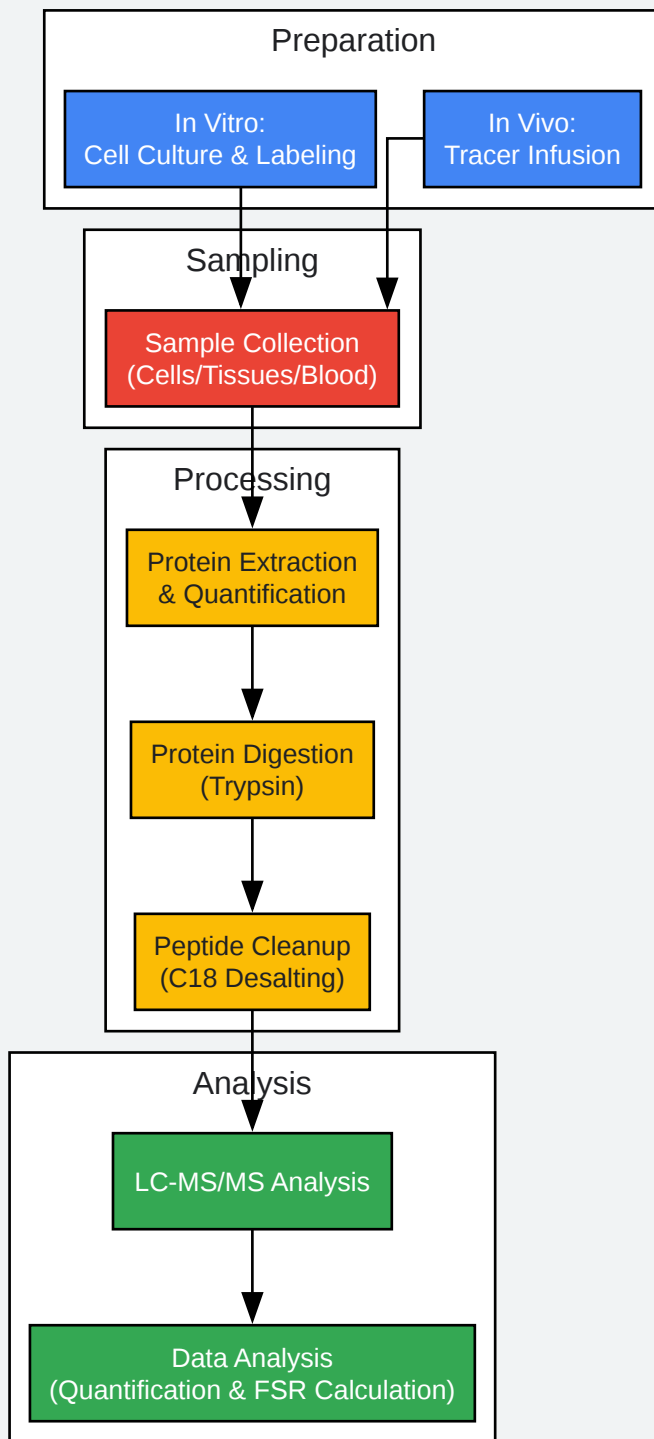 Preparation
In Vitro:
Cell Culture & Labeling
In Vivo:
Tracer Infusion
Sampling
Sample Collection
(Cells/Tissues/Blood)
Processing
Protein Extraction
& Quantification
Protein Digestion
(Trypsin)
Peptide Cleanup
(C18 Desalting)
Analysis
LC-MS/MS Analysis
Data Analysis
(Quantification & FSR Calculation)